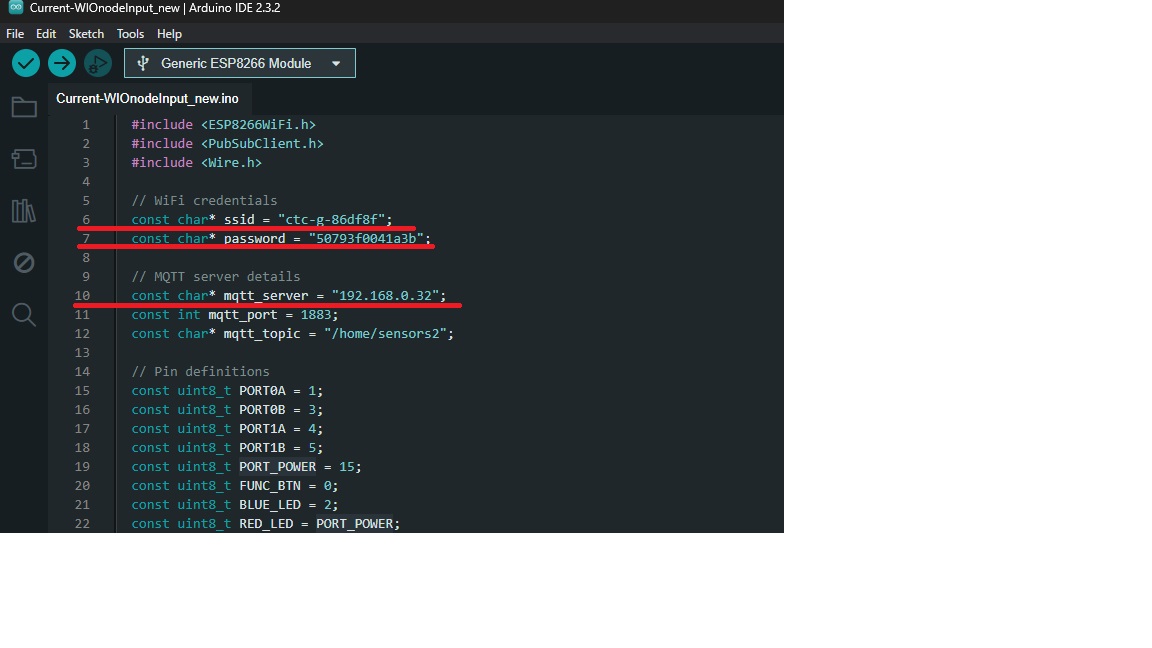 Current-WIOnodeInput_new | Arduino IDE 2.3.2
File Edit Sketch Tools Help
Generic ESP8266 Module
Current-WIOnodeInput_new.ino
1 #include <ESP8266WiFi.h>
2 #include <PubSubClient.h>
3 #include <Wire.h>
4
5 // WiFi credentials
6 const char* ssid = "ctc-g-86df8f";
7 const char* password = "50793f0041a3b";
8
9 // MQTT server details
10 const char* mqtt_server = "192.168.0.32";
11 const int mqtt_port = 1883;
12 const char* mqtt_topic = "/home/sensors2";
13
14 // Pin definitions
15 const uint8_t PORT0A = 1;
16 const uint8_t PORT0B = 3;
17 const uint8_t PORT1A = 4;
18 const uint8_t PORT1B = 5;
19 const uint8_t PORT_POWER = 15;
20 const uint8_t FUNC_BTN = 0;
21 const uint8_t BLUE_LED = 2;
22 const uint8_t RED_LED = PORT_POWER;